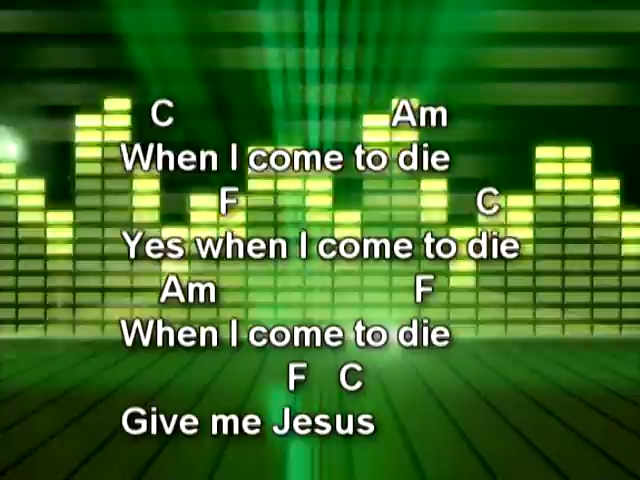 C Am
When I come to die
F C
Yes when I come to die
Am F
When I come to die
F C
Give me Jesus